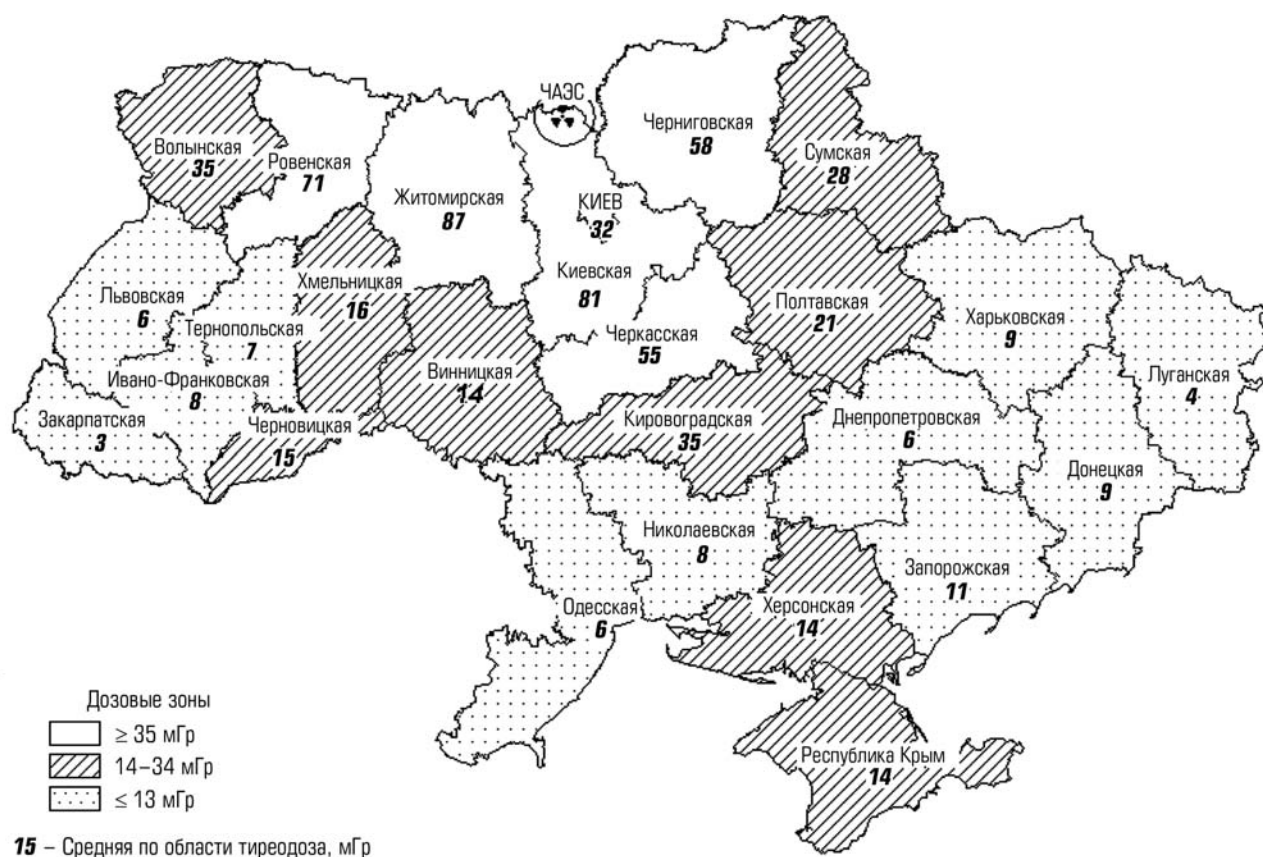 ЧАЭС
Черниговская
58
Волынская
35
Ровенская
71
Сумская
28
Житомирская
87
КИЕВ
32
Киевская
81
Хмельницкая
16
Львовская
6
Тернопольская
7
Полтавская
21
Харьковская
9
Черкасская
55
Луганская
4
Ивано-Франковская
8
Винницкая
14
Закарпатская
3
Черновицкая
15
Кировоградская
35
Днепропетровская
6
Донецкая
9
Николаевская
8
Запорожская
11
Одесская
6
Херсонская
14
Республика Крым
14
Дозовые зоны
≥ 35 мГр
14–34 мГр
≤ 13 мГр
15 – Средняя по области тиреодоза, мГр